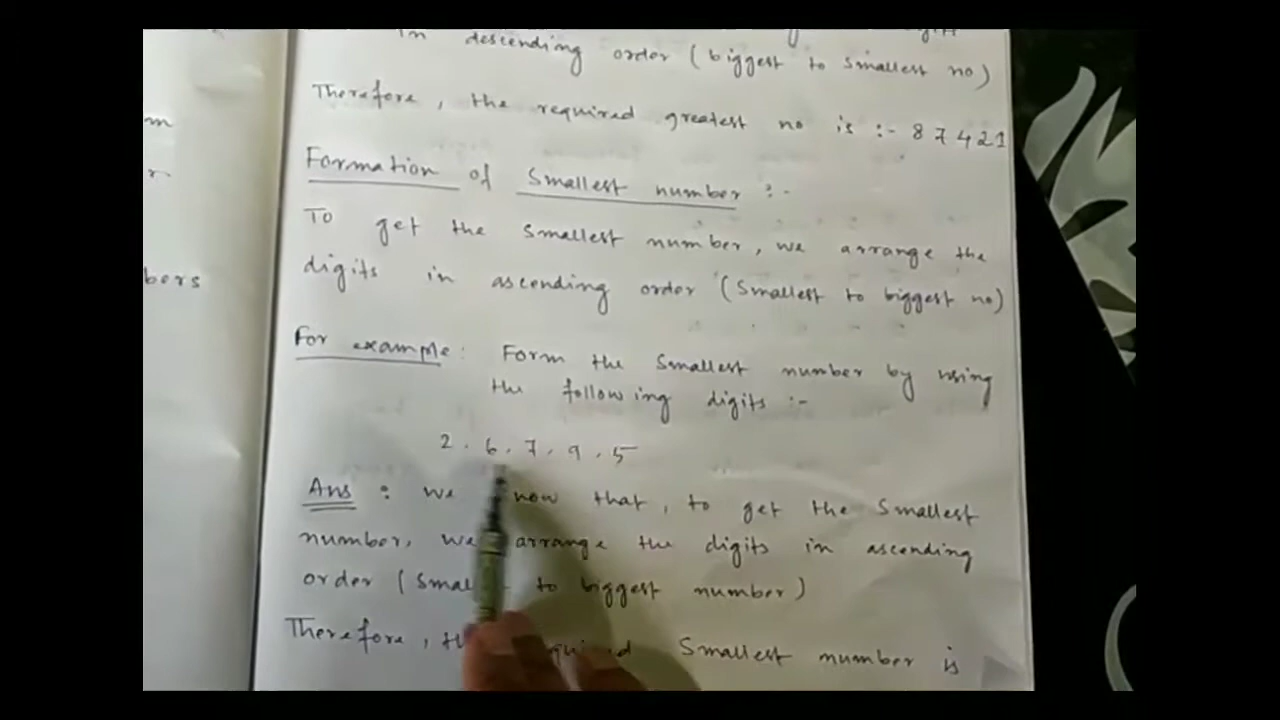 m
r
bers
in descending order (biggest to smallest no)
Therefore, the required greatest no is :- 87421
Formation of Smallest number :-
To get the smallest number, we arrange the
digits in ascending order (Smallest to biggest no)
For example: Form the smallest number by using
the following digits :-
2, 6, 7, 9, 5
Ans : we now that, to get the smallest
number, we arrange the digits in ascending
order ( to biggest number)
Therefore, Smallest number is